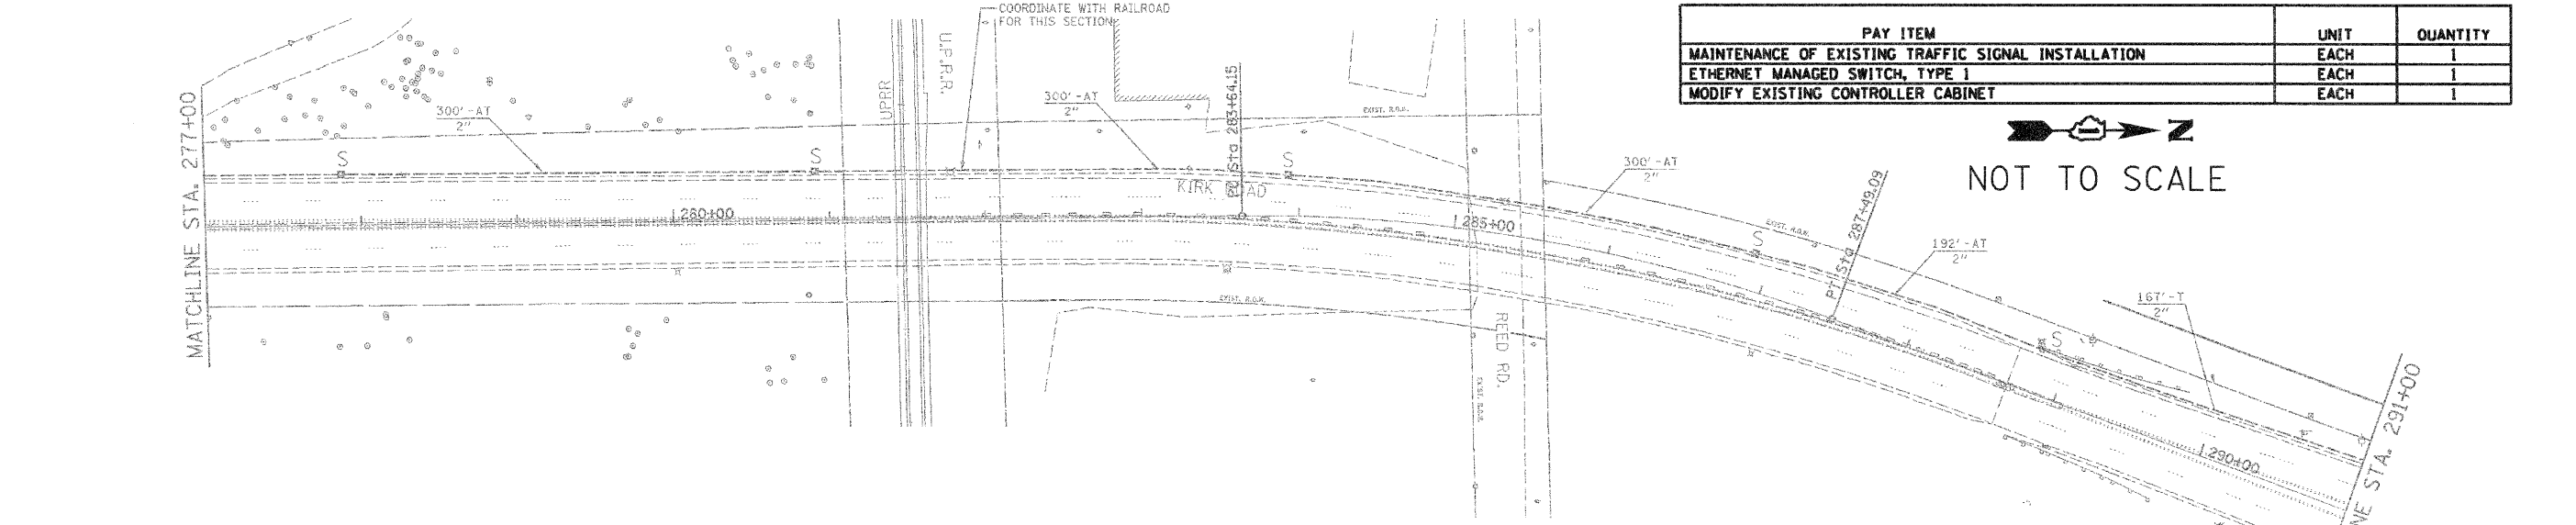 COORDINATE WITH RAILROAD
FOR THIS SECTION
PAY ITEM UNIT QUANTITY
MAINTENANCE OF EXISTING TRAFFIC SIGNAL INSTALLATION EACH 1
ETHERNET MANAGED SWITCH, TYPE 1 EACH 1
MODIFY EXISTING CONTROLLER CABINET EACH 1
N
NOT TO SCALE
MATCHLINE STA. 277+00
300'-AT
2"
S
S
280+00
UPRR
U.P.R.R.
300'-AT
2"
Sta 283+64.15
S
KIRK ROAD
EXIST. R.O.W.
EXIST. R.O.W.
285+00
REED RD.
EXIST. R.O.W.
300'-AT
2"
EXIST. R.O.W.
S
PT Sta 287+49.09
192'-AT
2"
S
167'-T
2"
290+00
NE STA. 291+00